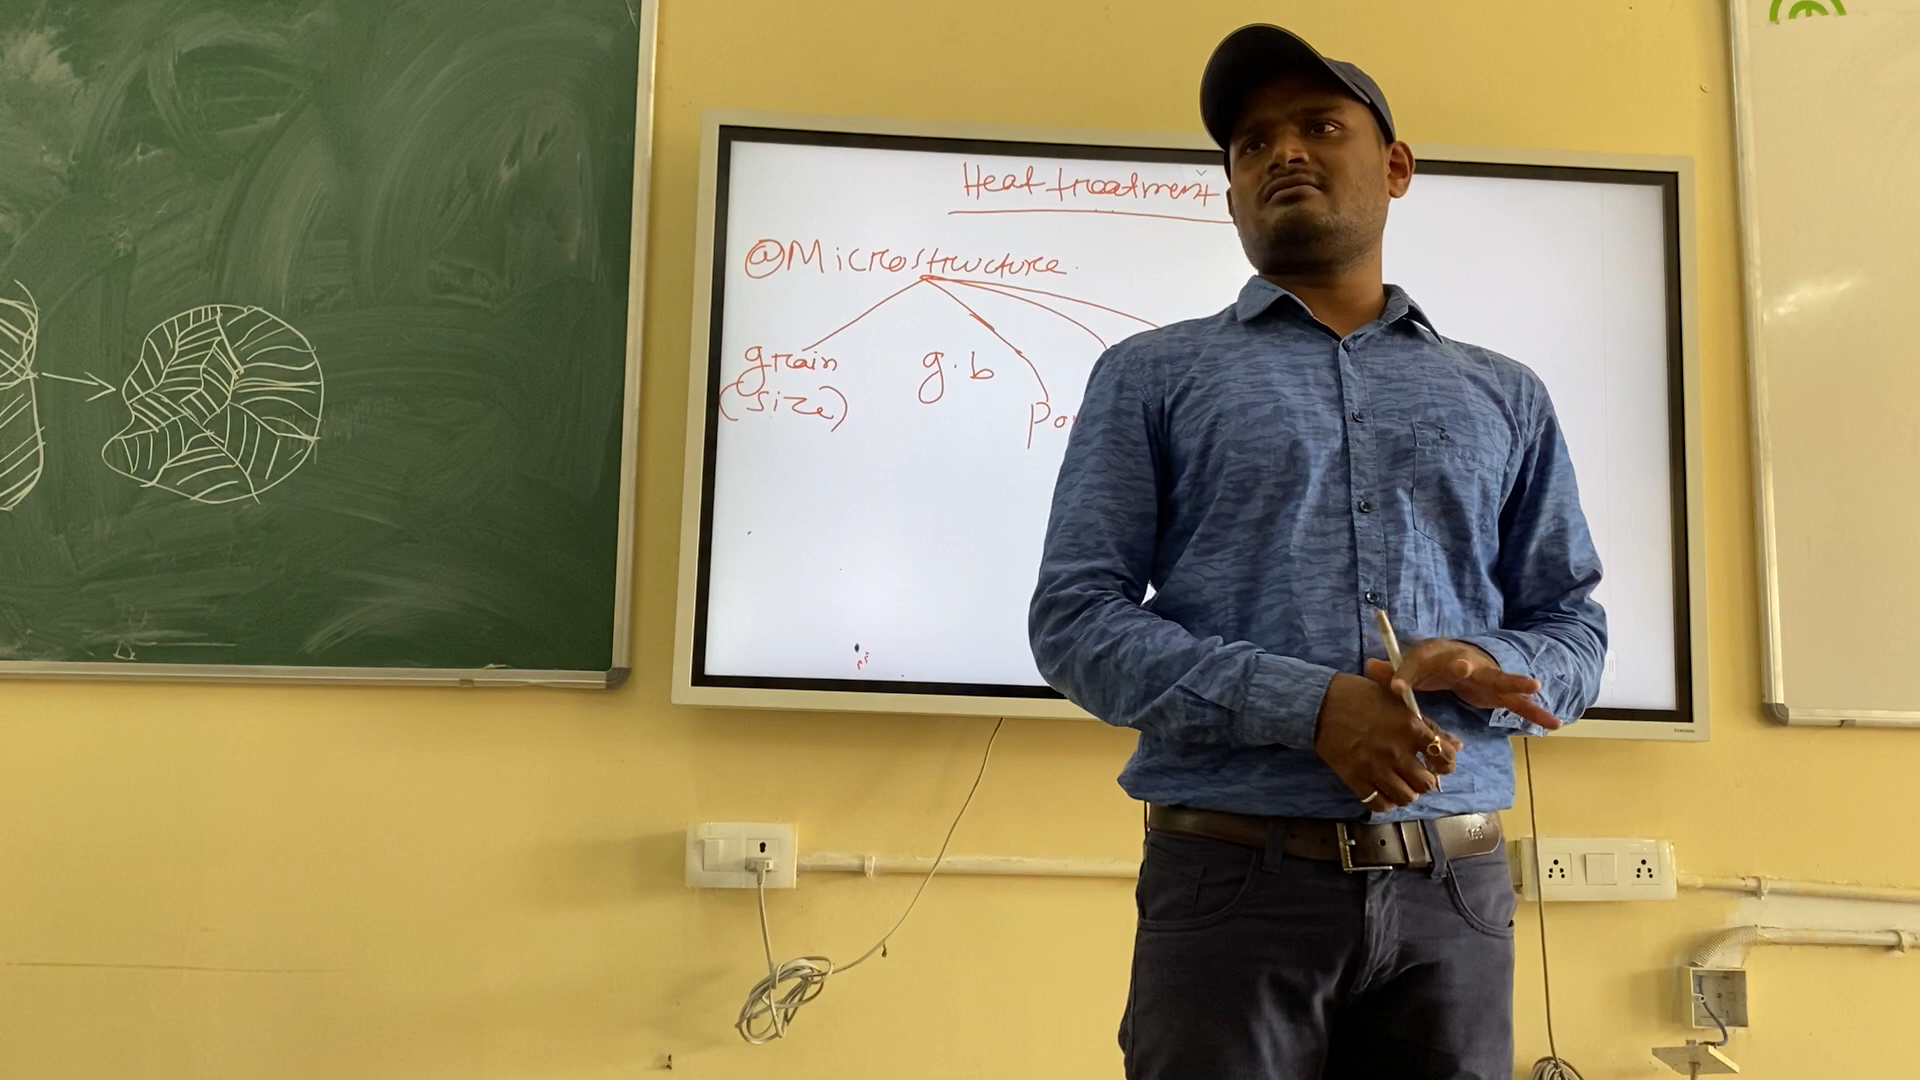 Heat treatment
@Microstructure
grain
g.b
(size)